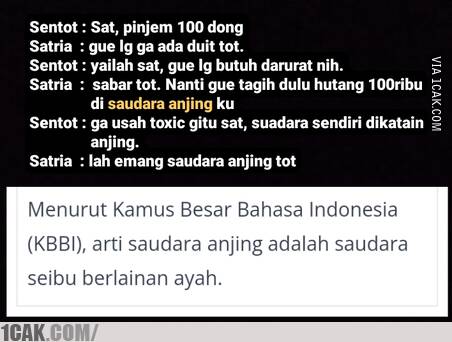 Sentot : Sat, pinjem 100 dong
Satria : gue lg ga ada duit tot.
Sentot : yailah sat, gue lg butuh darurat nih.
Satria : sabar tot. Nanti gue tagih dulu hutang 100ribu
di saudara anjing ku
Sentot : ga usah toxic gitu sat, suadara sendiri dikatain
anjing.
Satria : lah emang saudara anjing tot
VIA 1CAK.COM
Menurut Kamus Besar Bahasa Indonesia
(KBBI), arti saudara anjing adalah saudara
seibu berlainan ayah.
1CAK.COM/